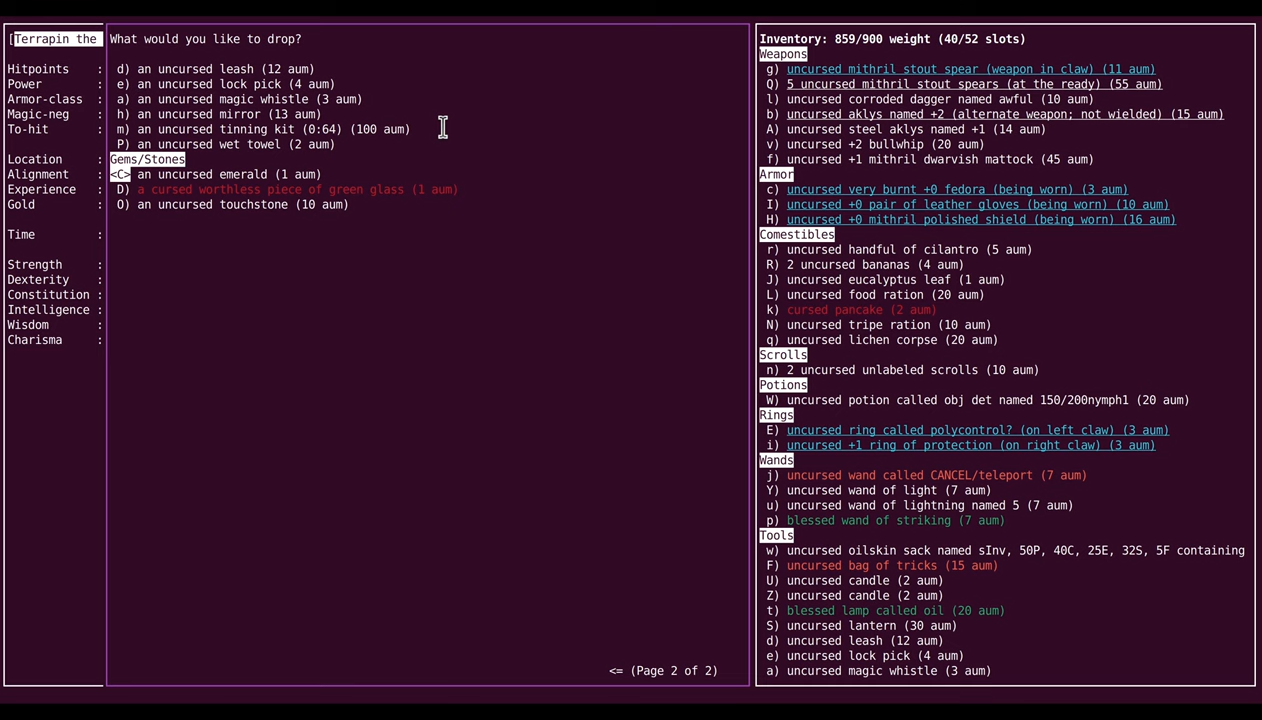 [Terrapin the
Hitpoints :
Power :
Armor-class :
Magic-neg :
To-hit :
Location :
Alignment :
Experience :
Gold :
Time :
Strength :
Dexterity :
Constitution :
Intelligence :
Wisdom :
Charisma :
What would you like to drop?
d) an uncursed leash (12 aum)
e) an uncursed lock pick (4 aum)
a) an uncursed magic whistle (3 aum)
h) an uncursed mirror (13 aum)
m) an uncursed tinning kit (0:64) (100 aum)
P) an uncursed wet towel (2 aum)
Gems/Stones
<C> an uncursed emerald (1 aum)
D) a cursed worthless piece of green glass (1 aum)
O) an uncursed touchstone (10 aum)
<= (Page 2 of 2)
Inventory: 859/900 weight (40/52 slots)
Weapons
g) uncursed mithril stout spear (weapon in claw) (11 aum)
Q) 5 uncursed mithril stout spears (at the ready) (55 aum)
l) uncursed corroded dagger named awful (10 aum)
b) uncursed aklys named +2 (alternate weapon; not wielded) (15 aum)
A) uncursed steel aklys named +1 (14 aum)
v) uncursed +2 bullwhip (20 aum)
f) uncursed +1 mithril dwarvish mattock (45 aum)
Armor
c) uncursed very burnt +0 fedora (being worn) (3 aum)
I) uncursed +0 pair of leather gloves (being worn) (10 aum)
H) uncursed +0 mithril polished shield (being worn) (16 aum)
Comestibles
r) uncursed handful of cilantro (5 aum)
R) 2 uncursed bananas (4 aum)
J) uncursed eucalyptus leaf (1 aum)
L) uncursed food ration (20 aum)
k) cursed pancake (2 aum)
N) uncursed tripe ration (10 aum)
q) uncursed lichen corpse (20 aum)
Scrolls
n) 2 uncursed unlabeled scrolls (10 aum)
Potions
W) uncursed potion called obj det named 150/200nymph1 (20 aum)
Rings
E) uncursed ring called polycontrol? (on left claw) (3 aum)
i) uncursed +1 ring of protection (on right claw) (3 aum)
Wands
j) uncursed wand called CANCEL/teleport (7 aum)
Y) uncursed wand of light (7 aum)
u) uncursed wand of lightning named 5 (7 aum)
p) blessed wand of striking (7 aum)
Tools
w) uncursed oilskin sack named sInv, 50P, 40C, 25E, 32S, 5F containing
F) uncursed bag of tricks (15 aum)
U) uncursed candle (2 aum)
Z) uncursed candle (2 aum)
t) blessed lamp called oil (20 aum)
S) uncursed lantern (30 aum)
d) uncursed leash (12 aum)
e) uncursed lock pick (4 aum)
a) uncursed magic whistle (3 aum)